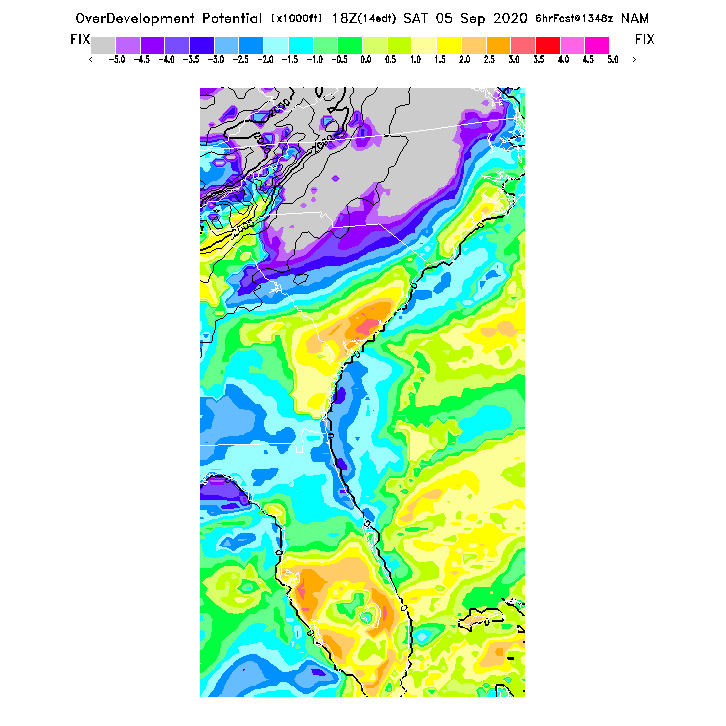 OverDevelopment Potential [x1000ft] 18Z(14edt) SAT 05 Sep 2020 6hrFcst@1348z NAM
FIX FIX
< -5.0 -4.5 -4.0 -3.5 -3.0 -2.5 -2.0 -1.5 -1.0 -0.5 0.0 0.5 1.0 1.5 2.0 2.5 3.0 3.5 4.0 4.5 5.0 >